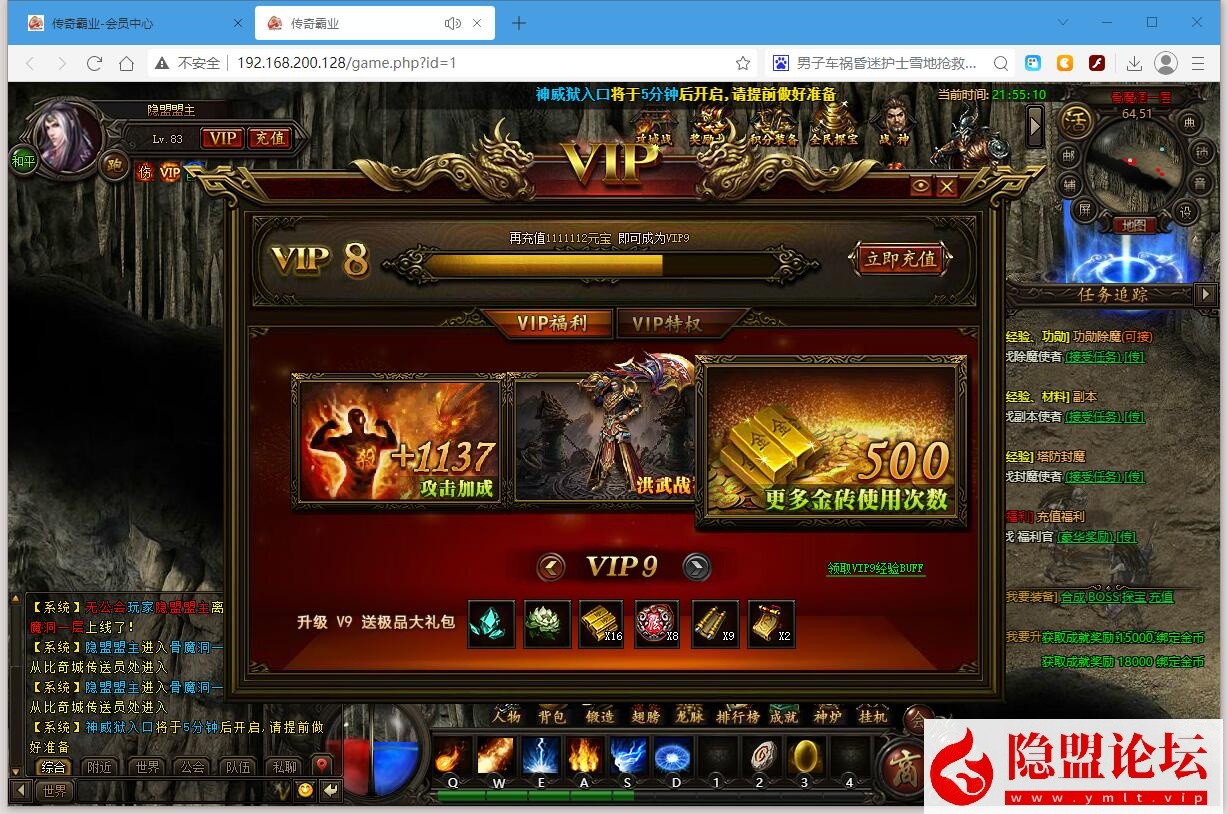 传奇霸业-会员中心
传奇霸业
不安全 192.168.200.128/game.php?id=1
男子车祸昏迷护士雪地抢救...
神威狱入口将于5分钟后开启,请提前做好准备
当前时间: 21:55:10
骨魔洞一层
64,51
隐盟盟主
Lv. 83 VIP 充值
和平 跑
VIP
攻城战 积分装备 全民探宝 战神
活 典
邮
辅
屏 设
地图
VIP
VIP 8
再充值1111112元宝 即可成为VIP9
立即充值
VIP福利 VIP特权
+1137
攻击加成
洪武战
500
更多金砖使用次数
VIP 9
领取VIP9经验BUFF
升级 V9 送极品大礼包
X16 X8 X9 X2
任务追踪
经验、功勋] 功勋除魔(可接)
找除魔使者 (接受任务) [传]
经验、材料] 副本
找副本使者 (接受任务) [传]
经验] 塔防封魔
找封魔使者 (接受任务) [传]
福利] 充值福利
找 福利官 (豪华奖励) [传]
我要装备] 合成 BOSS 探宝 充值
我要升
获取成就奖励 15000 绑定金币
获取成就奖励 18000 绑定金币
【系统】无公会玩家隐盟盟主离
魔洞一层上线了!
【系统】隐盟盟主进入骨魔洞一
从比奇城传送员处进入
【系统】隐盟盟主进入骨魔洞一
从比奇城传送员处进入
【系统】神威狱入口将于5分钟后开启,请提前做
好准备
综合 附近 世界 公会 队伍 私聊
世界
人物 背包 锻造 翅膀 龙脉 排行榜 成就 神炉 挂机
Q W E A S D 1 2 3 4
商
隐盟论坛
www.ymlt.vip